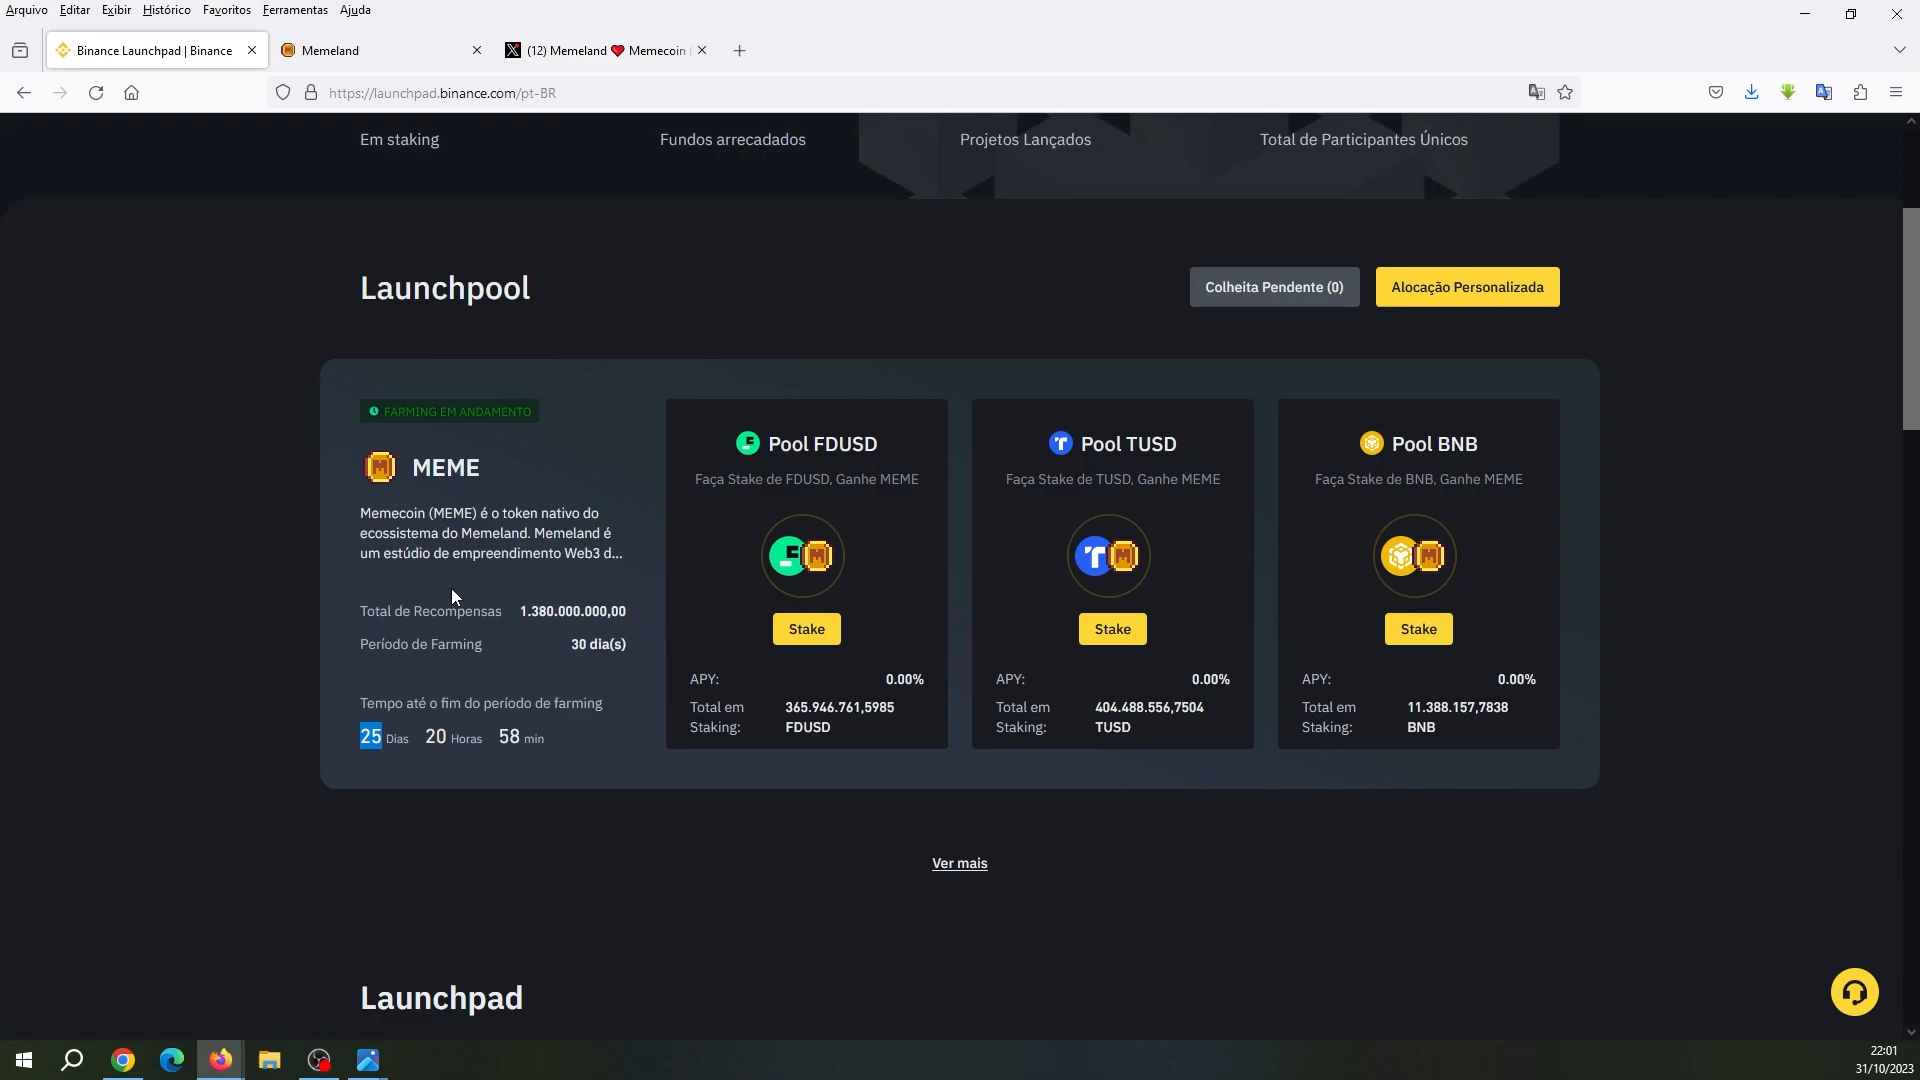 Arquivo Editar Exibir Histórico Favoritos Ferramentas Ajuda
Binance Launchpad | Binance
Memeland
(12) Memeland ❤️ Memecoin (
https://launchpad.binance.com/pt-BR
Em staking
Fundos arrecadados
Projetos Lançados
Total de Participantes Únicos
Launchpool
Colheita Pendente (0)
Alocação Personalizada
FARMING EM ANDAMENTO
MEME
Memecoin (MEME) é o token nativo do
ecossistema do Memeland. Memeland é
um estúdio de empreendimento Web3 d...
Total de Recompensas 1.380.000.000,00
Período de Farming 30 dia(s)
Tempo até o fim do período de farming
25 Dias 20 Horas 58 min
Pool FDUSD
Faça Stake de FDUSD, Ganhe MEME
Stake
APY: 0.00%
Total em Staking: 365.946.761,5985 FDUSD
Pool TUSD
Faça Stake de TUSD, Ganhe MEME
Stake
APY: 0.00%
Total em Staking: 404.488.556,7504 TUSD
Pool BNB
Faça Stake de BNB, Ganhe MEME
Stake
APY: 0.00%
Total em Staking: 11.388.157,7838 BNB
Ver mais
Launchpad
22:01
31/10/2023